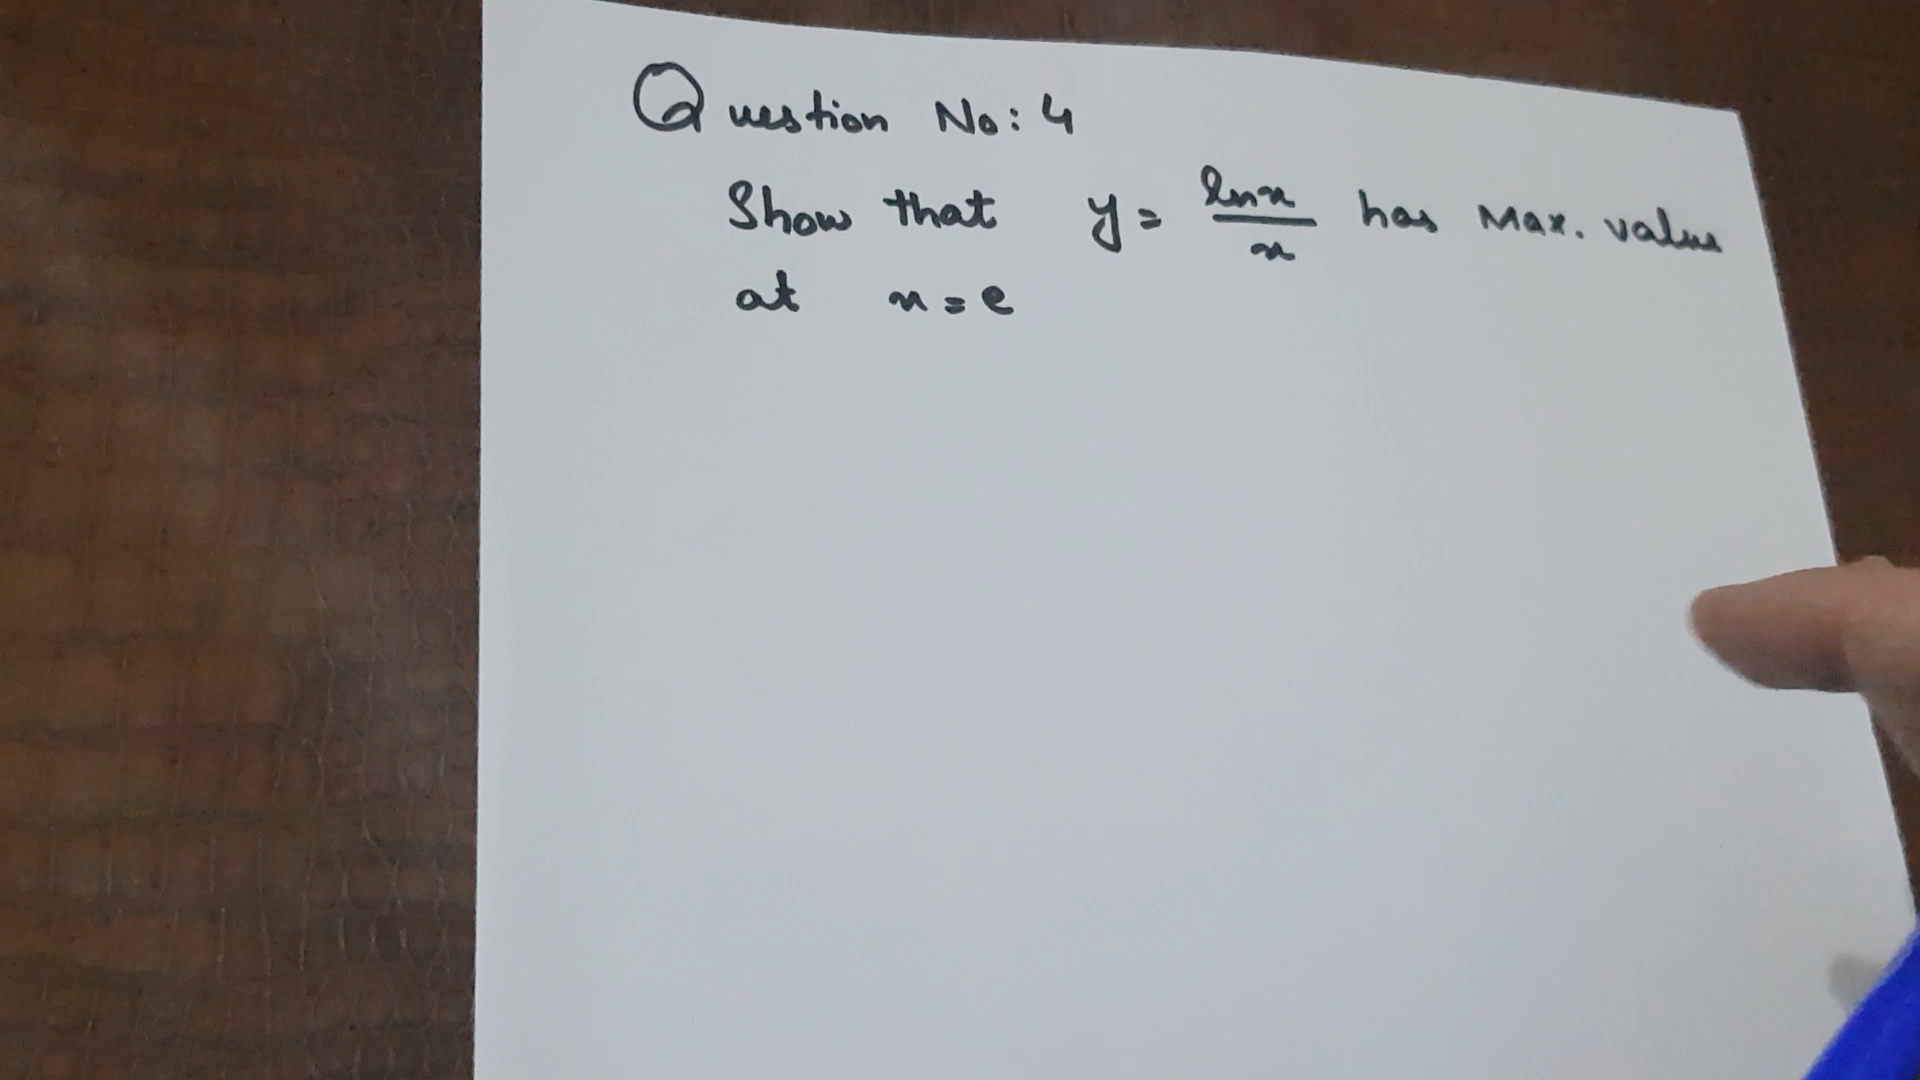 Question No: 4
Show that y = lnx/x has Max. value
at x = e